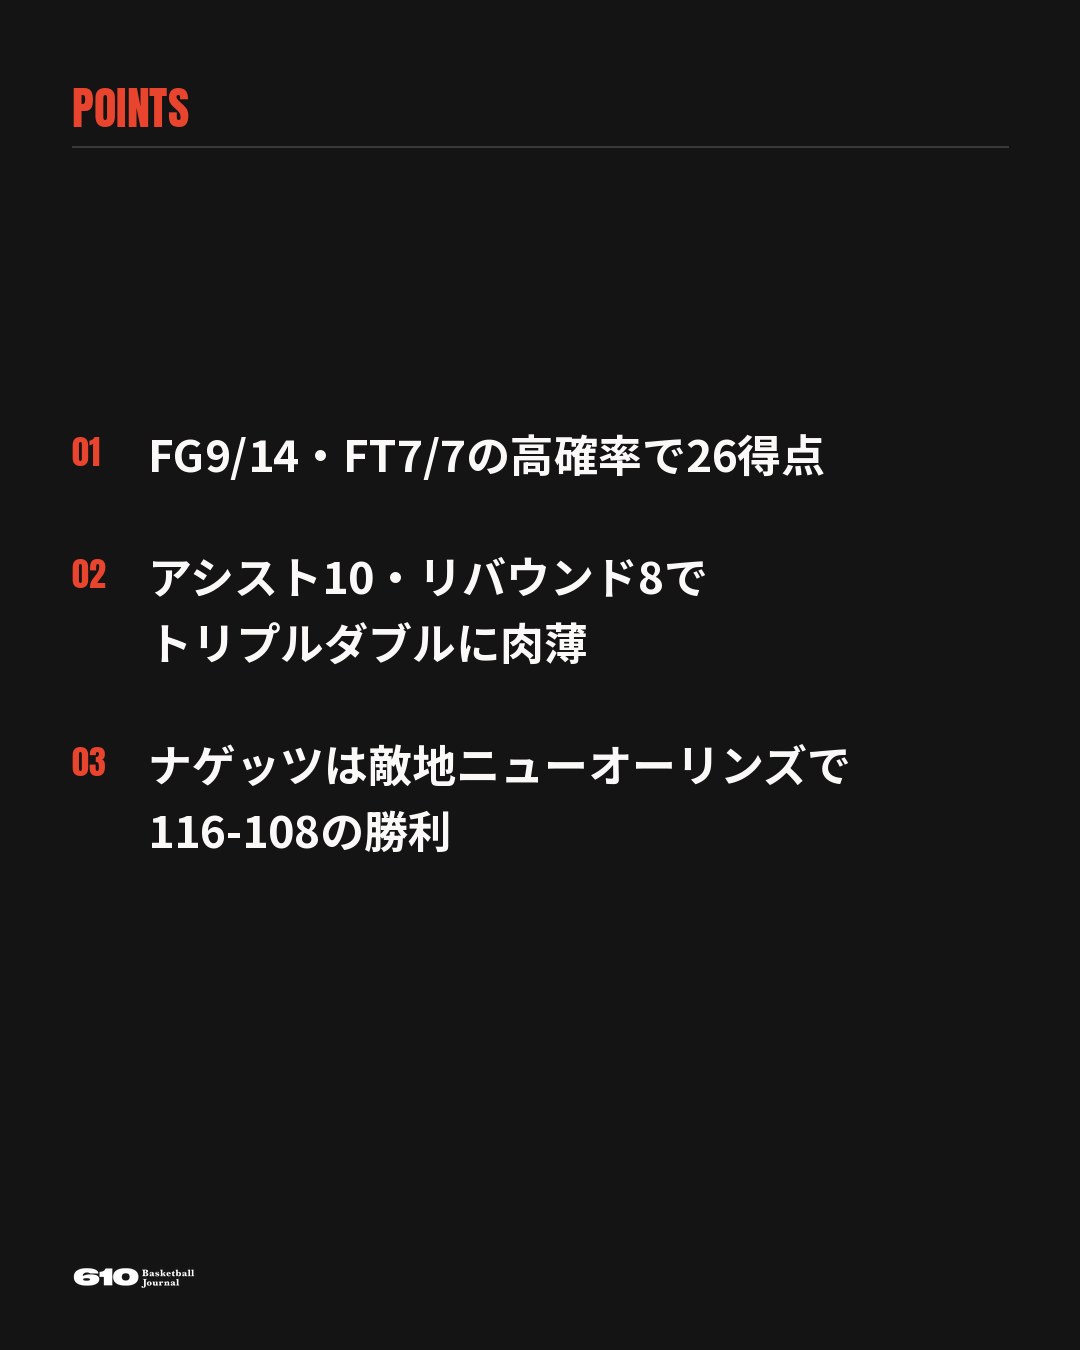 POINTS
01 FG9/14・FT7/7の高確率で26得点
02 アシスト10・リバウンド8で
トリプルダブルに肉薄
03 ナゲッツは敵地ニューオーリンズで
116-108の勝利
610 Basketball
Journal